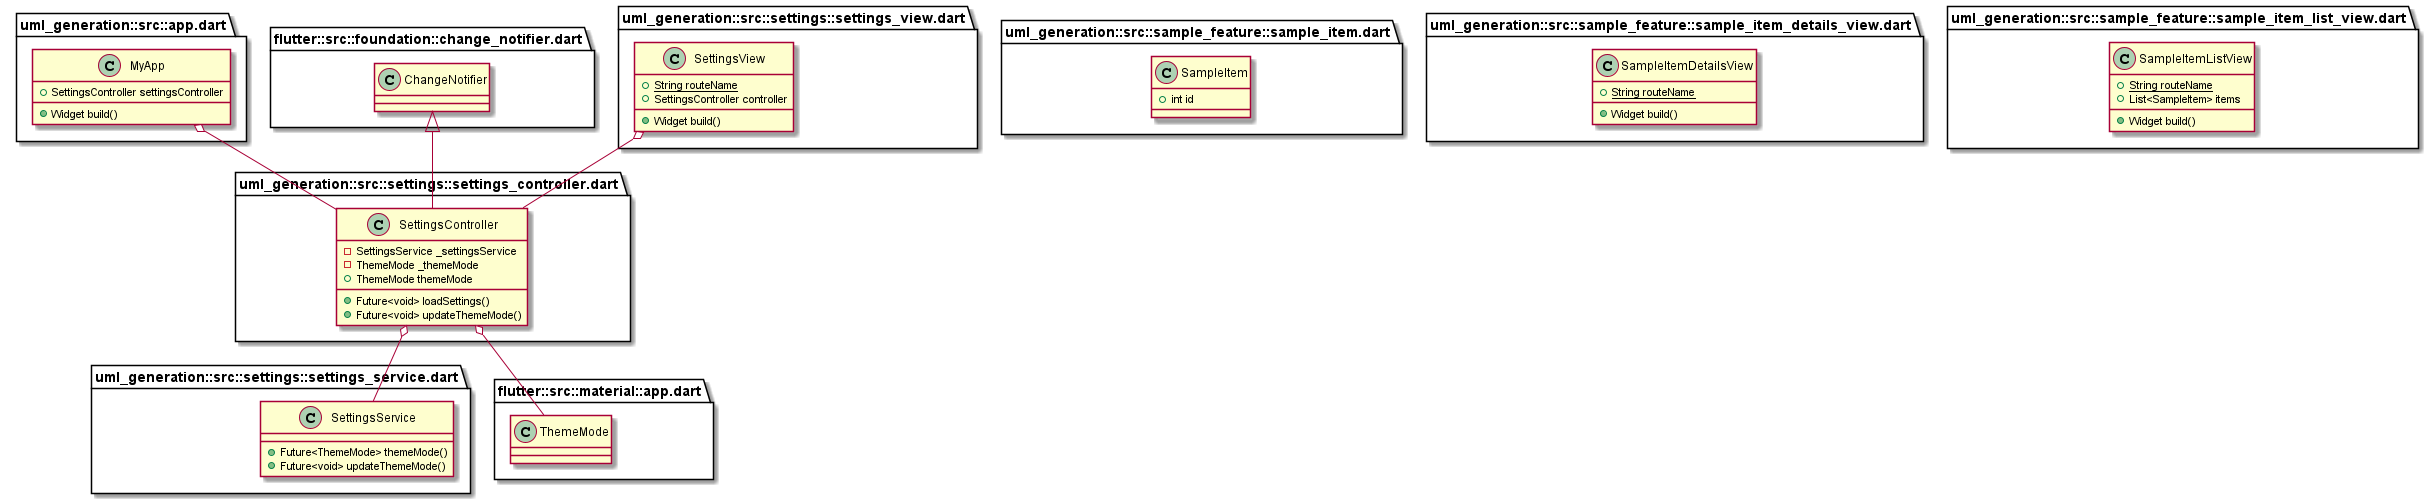 uml_generation::src::app.dart
C MyApp
SettingsController settingsController
Widget build()
flutter::src::foundation::change_notifier.dart
C ChangeNotifier
uml_generation::src::settings::settings_view.dart
C SettingsView
String routeName
SettingsController controller
Widget build()
uml_generation::src::sample_feature::sample_item.dart
C SampleItem
int id
uml_generation::src::sample_feature::sample_item_details_view.dart
C SampleItemDetailsView
String routeName
Widget build()
uml_generation::src::sample_feature::sample_item_list_view.dart
C SampleItemListView
String routeName
List<SampleItem> items
Widget build()
uml_generation::src::settings::settings_controller.dart
C SettingsController
SettingsService _settingsService
ThemeMode _themeMode
ThemeMode themeMode
Future<void> loadSettings()
Future<void> updateThemeMode()
uml_generation::src::settings::settings_service.dart
C SettingsService
Future<ThemeMode> themeMode()
Future<void> updateThemeMode()
flutter::src::material::app.dart
C ThemeMode